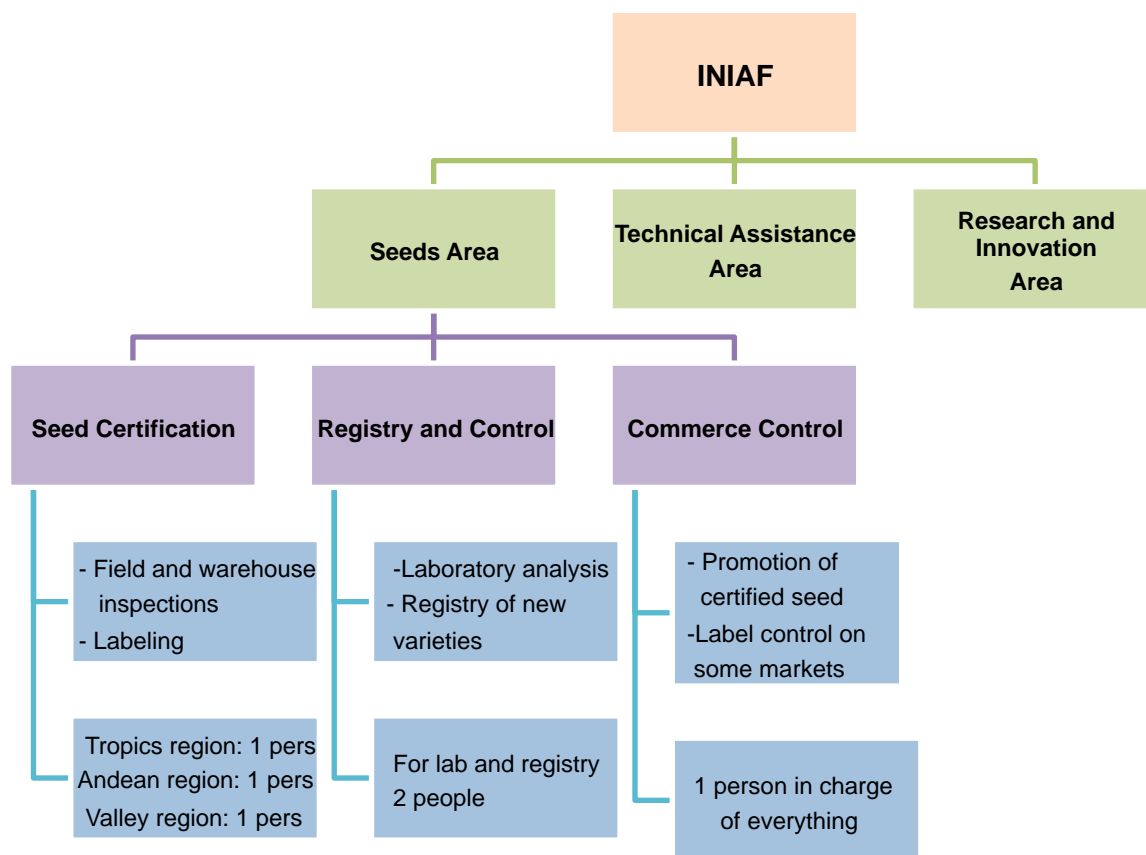 INIAF
Seeds Area
Technical Assistance
Area
Research and
Innovation
Area
Seed Certification
Registry and Control
Commerce Control
- Field and warehouse
inspections
- Labeling
-Laboratory analysis
- Registry of new
varieties
- Promotion of
certified seed
-Label control on
some markets
Tropics region: 1 pers
Andean region: 1 pers
Valley region: 1 pers
For lab and registry
2 people
1 person in charge
of everything